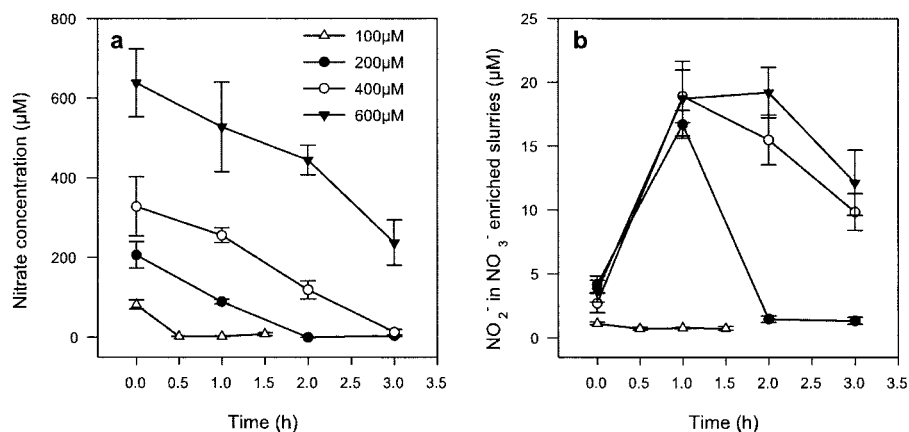 a
b
100µM
200µM
400µM
600µM
800
600
400
200
0
Nitrate concentration (µM)
0.0 0.5 1.0 1.5 2.0 2.5 3.0 3.5
Time (h)
25
20
15
10
5
0
NO₂⁻ in NO₃⁻ enriched slurries (µM)
0.0 0.5 1.0 1.5 2.0 2.5 3.0 3.5
Time (h)